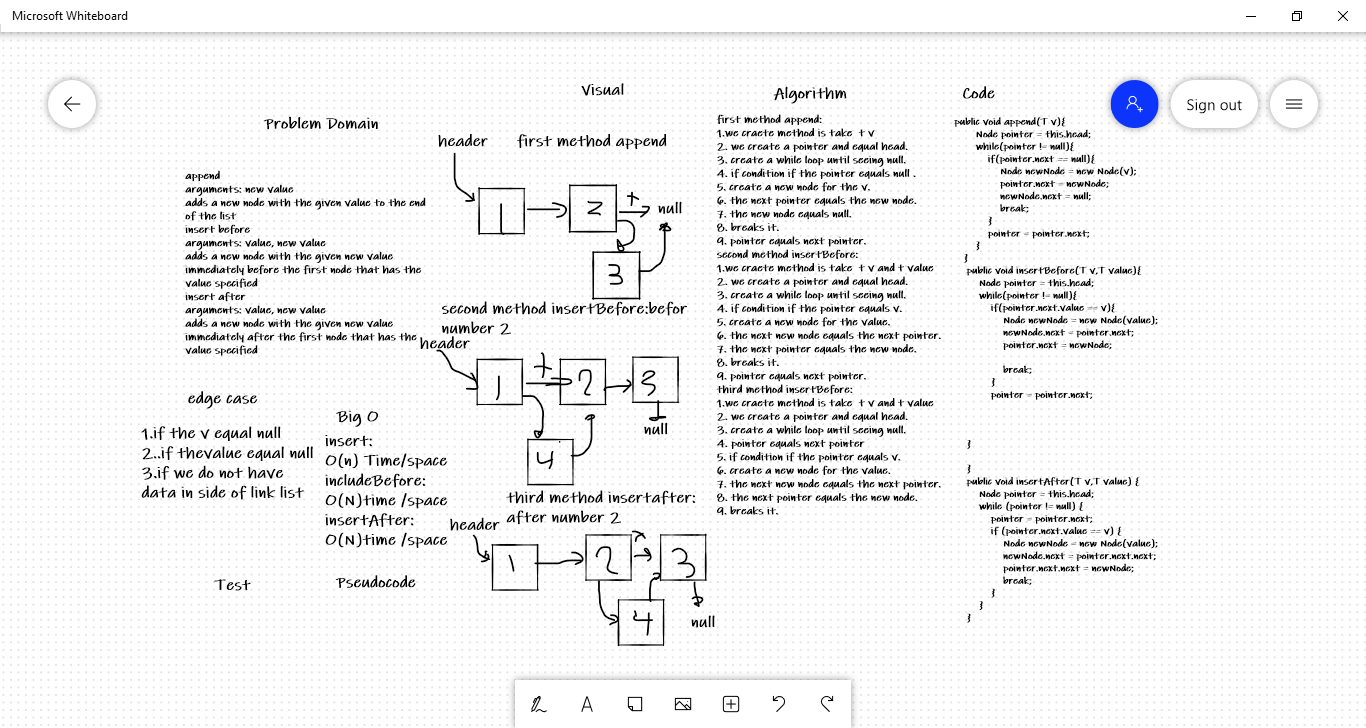 Microsoft Whiteboard
Sign out
Problem Domain
append
arguments: new value
adds a new node with the given value to the end
of the list
insert before
arguments: value, new value
adds a new node with the given new value
immediately before the first node that has the
value specified
insert after
arguments: value, new value
adds a new node with the given new value
immediately after the first node that has the
value specified
edge case
1.if the v equal null
2..if thevalue equal null
3.if we do not have
data in side of link list
Big O
insert:
O(n) Time/space
includeBefore:
O(N)time /space
insertAfter:
O(N)time /space
Test
Pseudocode
Visual
header
first method append
1
2
null
3
second method insertBefore:befor
number 2
header
1
2
3
null
4
third method insertafter:
after number 2
header
1
2
3
4
null
Algorithm
first method append:
1.we craete method is take t v
2. we create a pointer and equal head.
3. create a while loop until seeing null.
4. if condition if the pointer equals null .
5. create a new node for the v.
6. the next pointer equals the new node.
7. the new node equals null.
8. breaks it.
9. pointer equals next pointer.
second method insertBefore:
1.we craete method is take t v and t value
2. we create a pointer and equal head.
3. create a while loop until seeing null.
4. if condition if the pointer equals v.
5. create a new node for the value.
6. the next new node equals the next pointer.
7. the next pointer equals the new node.
8. breaks it.
9. pointer equals next pointer.
third method insertBefore:
1.we craete method is take t v and t value
2. we create a pointer and equal head.
3. create a while loop until seeing null.
4. pointer equals next pointer
5. if condition if the pointer equals v.
6. create a new node for the value.
7. the next new node equals the next pointer.
8. the next pointer equals the new node.
9. breaks it.
Code
public void append(T v){
Node pointer = this.head;
while(pointer != null){
if(pointer.next == null){
Node newNode = new Node(v);
pointer.next = newNode;
newNode.next = null;
break;
}
pointer = pointer.next;
}
}
public void insertBefore(T v,T value){
Node pointer = this.head;
while(pointer != null){
if(pointer.next.value == v){
Node newNode = new Node(value);
newNode.next = pointer.next;
pointer.next = newNode;
break;
}
pointer = pointer.next;
}
}
public void insertAfter(T v,T value) {
Node pointer = this.head;
while (pointer != null) {
pointer = pointer.next;
if (pointer.next.value == v) {
Node newNode = new Node(value);
newNode.next = pointer.next.next;
pointer.next.next = newNode;
break;
}
}
}
A